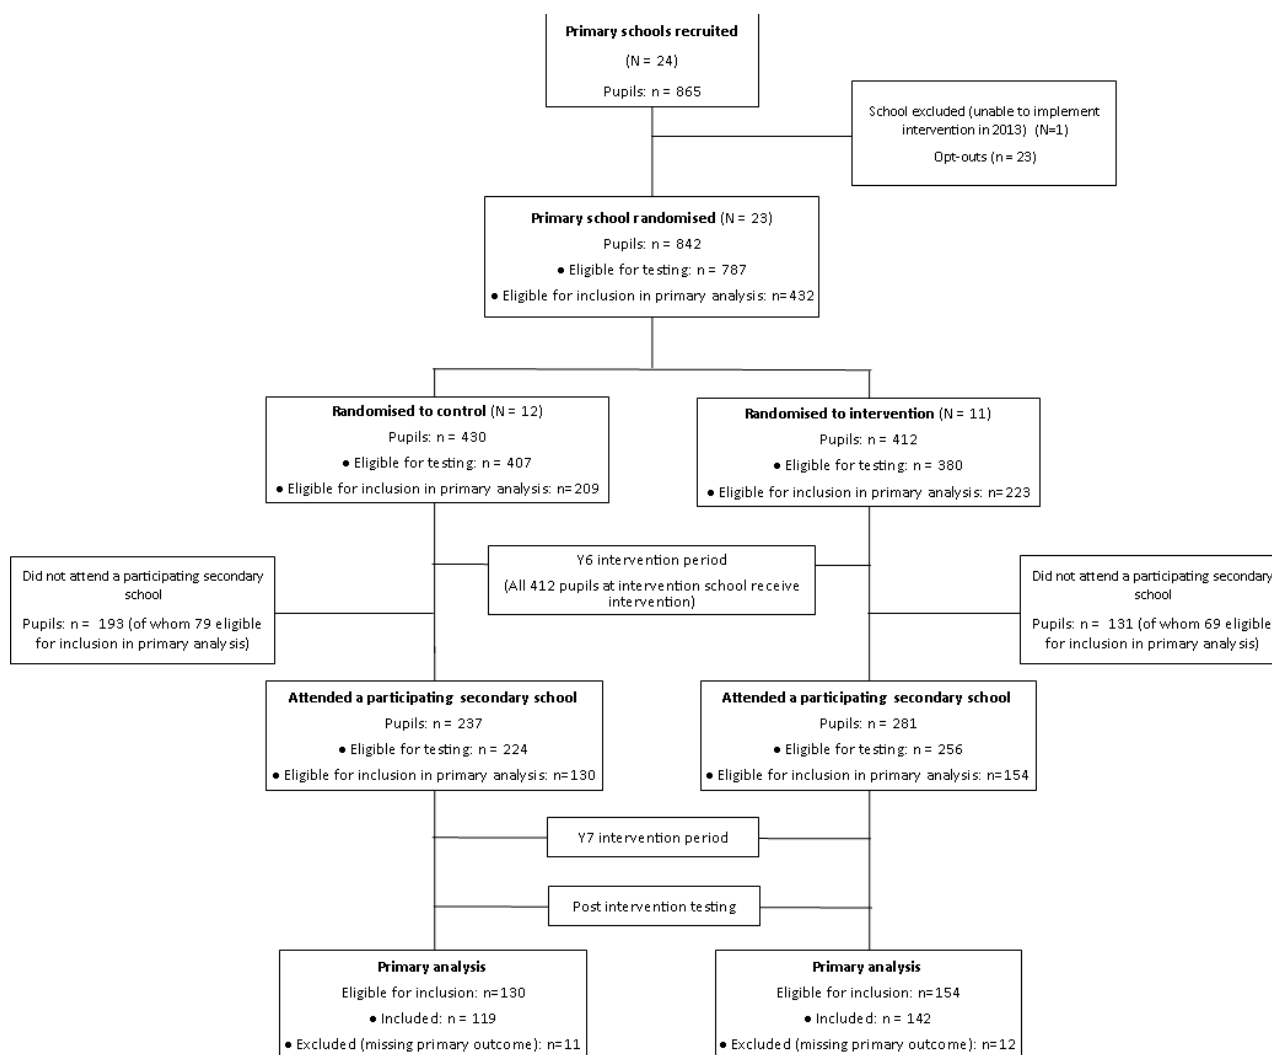 Primary schools recruited
(N = 24)
Pupils: n = 865
School excluded (unable to implement
intervention in 2013) (N=1)
Opt-outs (n = 23)
Primary school randomised (N = 23)
Pupils: n = 842
● Eligible for testing: n = 787
● Eligible for inclusion in primary analysis: n=432
Randomised to control (N = 12)
Pupils: n = 430
● Eligible for testing: n = 407
● Eligible for inclusion in primary analysis: n=209
Randomised to intervention (N = 11)
Pupils: n = 412
● Eligible for testing: n = 380
● Eligible for inclusion in primary analysis: n=223
Y6 intervention period
(All 412 pupils at intervention school receive
intervention)
Did not attend a participating secondary
school
Pupils: n = 193 (of whom 79 eligible
for inclusion in primary analysis)
Did not attend a participating secondary
school
Pupils: n = 131 (of whom 69 eligible
for inclusion in primary analysis)
Attended a participating secondary school
Pupils: n = 237
● Eligible for testing: n = 224
● Eligible for inclusion in primary analysis: n=130
Attended a participating secondary school
Pupils: n = 281
● Eligible for testing: n = 256
● Eligible for inclusion in primary analysis: n=154
Y7 intervention period
Post intervention testing
Primary analysis
Eligible for inclusion: n=130
● Included: n = 119
● Excluded (missing primary outcome): n=11
Primary analysis
Eligible for inclusion: n=154
● Included: n = 142
● Excluded (missing primary outcome): n=12